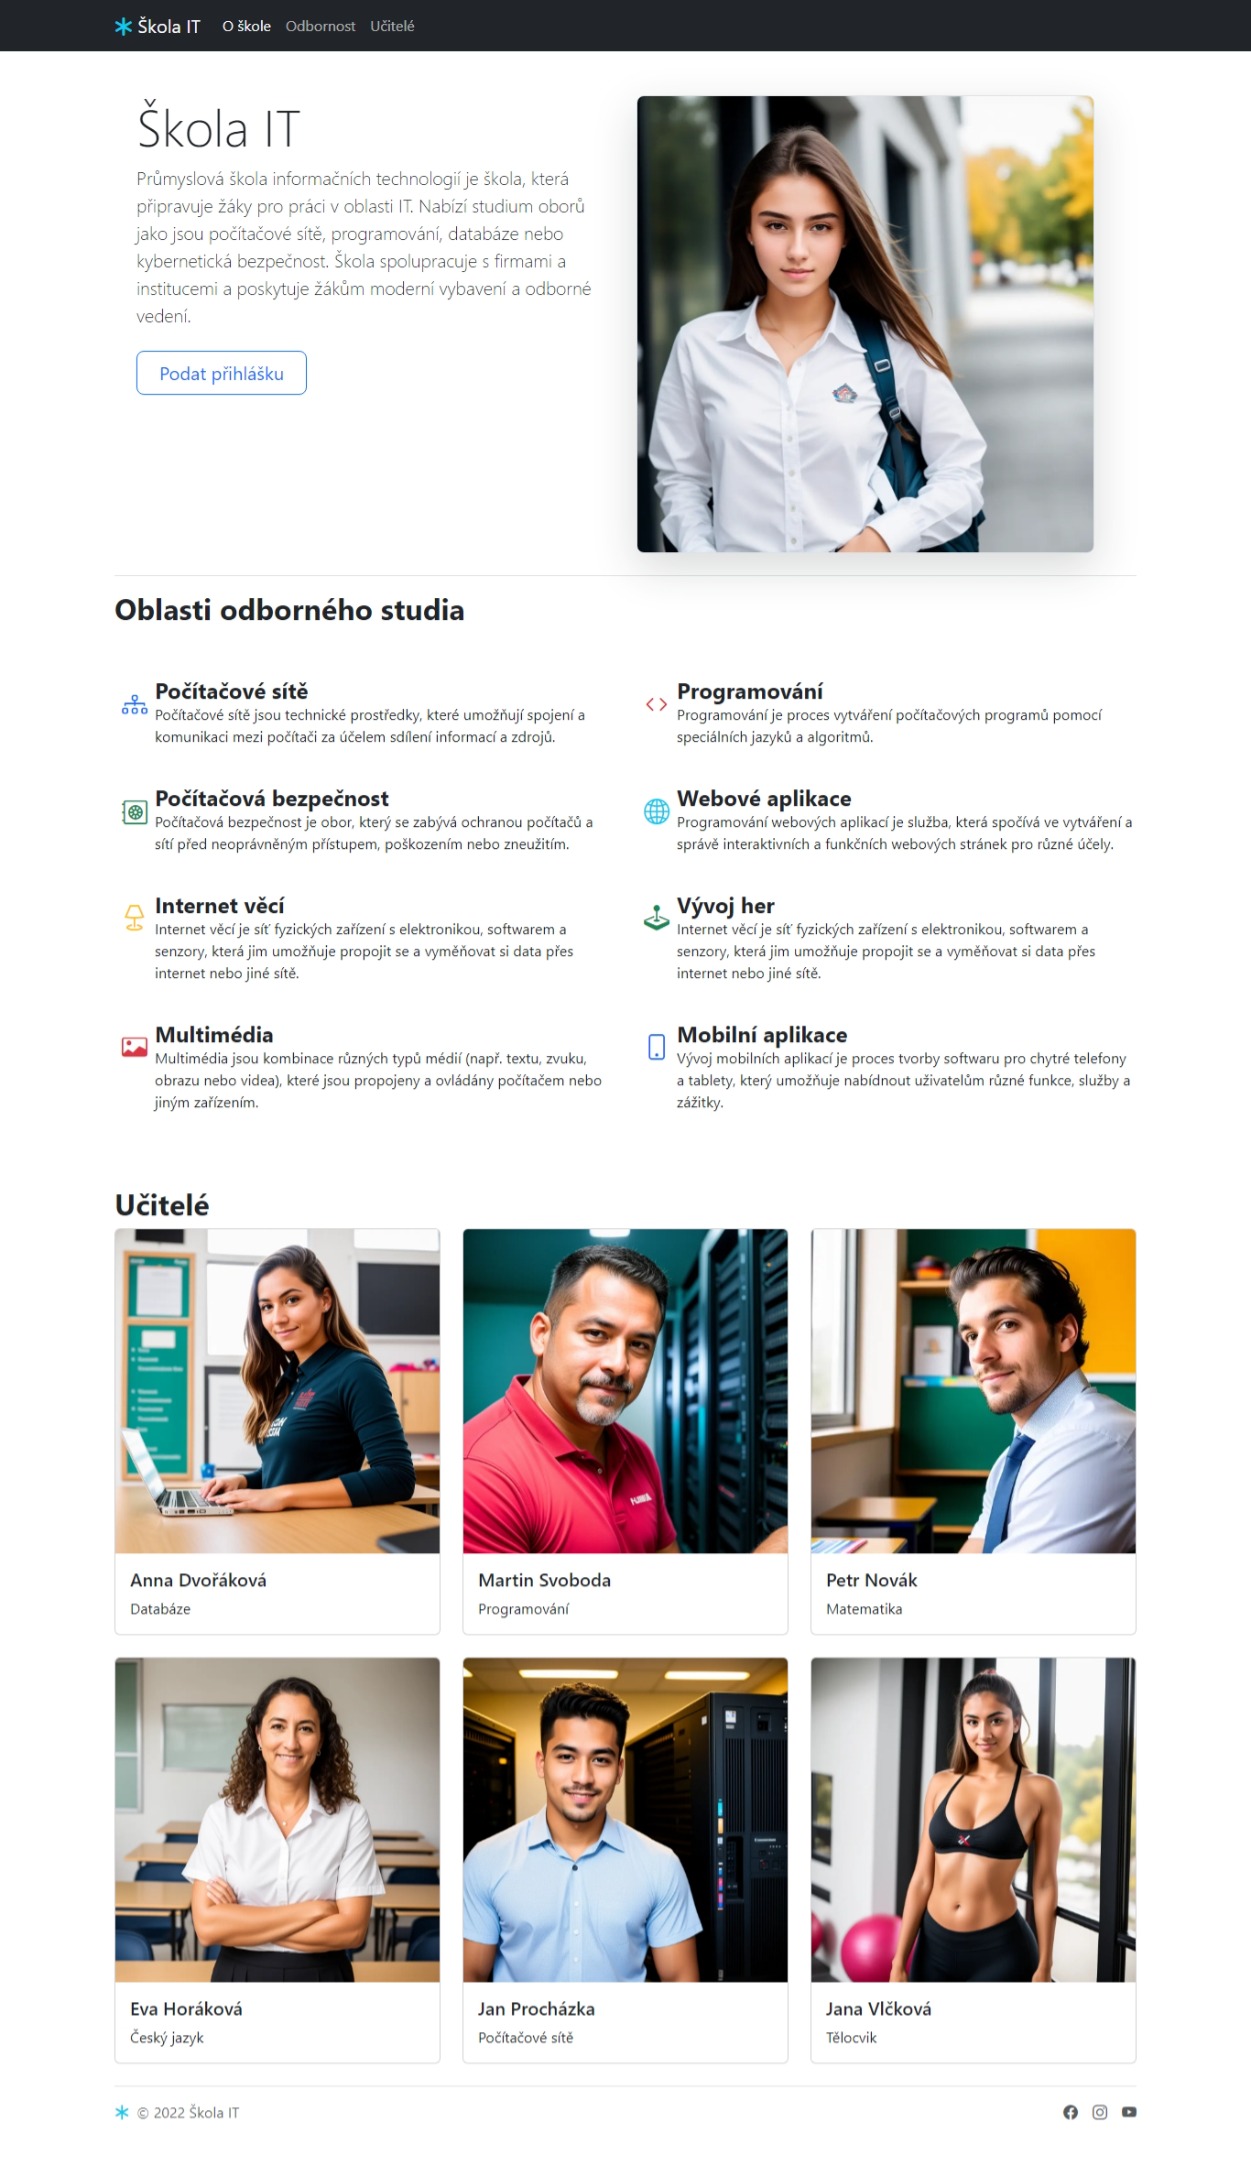 Škola IT O škole Odbornost Učitelé
Škola IT
Průmyslová škola informačních technologií je škola, která
připravuje žáky pro práci v oblasti IT. Nabízí studium oborů
jako jsou počítačové sítě, programování, databáze nebo
kybernetická bezpečnost. Škola spolupracuje s firmami a
institucemi a poskytuje žákům moderní vybavení a odborné
vedení.
Podat přihlášku
Oblasti odborného studia
Počítačové sítě
Počítačové sítě jsou technické prostředky, které umožňují spojení a
komunikaci mezi počítači za účelem sdílení informací a zdrojů.
Programování
Programování je proces vytváření počítačových programů pomocí
speciálních jazyků a algoritmů.
Počítačová bezpečnost
Počítačová bezpečnost je obor, který se zabývá ochranou počítačů a
sítí před neoprávněným přístupem, poškozením nebo zneužitím.
Webové aplikace
Programování webových aplikací je služba, která spočívá ve vytváření a
správě interaktivních a funkčních webových stránek pro různé účely.
Internet věcí
Internet věcí je síť fyzických zařízení s elektronikou, softwarem a
senzory, která jim umožňuje propojit se a vyměňovat si data přes
internet nebo jiné sítě.
Vývoj her
Internet věcí je síť fyzických zařízení s elektronikou, softwarem a
senzory, která jim umožňuje propojit se a vyměňovat si data přes
internet nebo jiné sítě.
Multimédia
Multimédia jsou kombinace různých typů médií (např. textu, zvuku,
obrazu nebo videa), které jsou propojeny a ovládány počítačem nebo
jiným zařízením.
Mobilní aplikace
Vývoj mobilních aplikací je proces tvorby softwaru pro chytré telefony
a tablety, který umožňuje nabídnout uživatelům různé funkce, služby a
zážitky.
Učitelé
Anna Dvořáková
Databáze
Martin Svoboda
Programování
Petr Novák
Matematika
Eva Horáková
Český jazyk
Jan Procházka
Počítačové sítě
Jana Vlčková
Tělocvik
© 2022 Škola IT